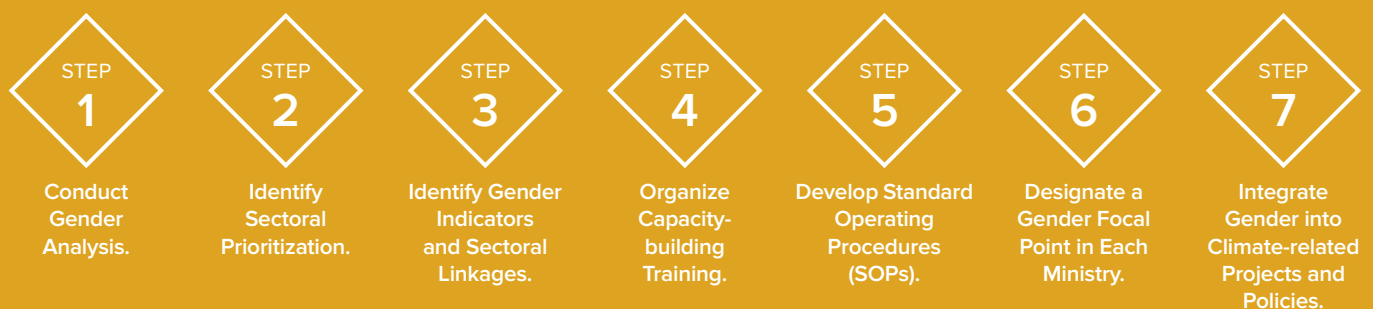 STEP
1
Conduct
Gender
Analysis.
STEP
2
Identify
Sectoral
Prioritization.
STEP
3
Identify Gender
Indicators
and Sectoral
Linkages.
STEP
4
Organize
Capacity-
building
Training.
STEP
5
Develop Standard
Operating
Procedures
(SOPs).
STEP
6
Designate a
Gender Focal
Point in Each
Ministry.
STEP
7
Integrate
Gender into
Climate-related
Projects and
Policies.